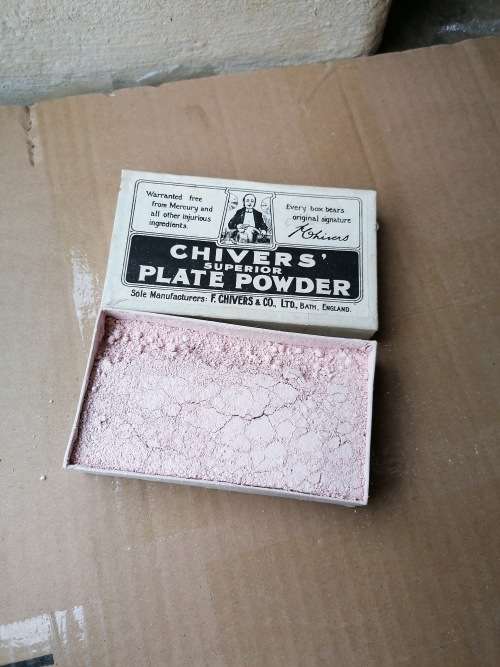 Warranted free
from Mercury and
all other injurious
ingredients.
Every box bears
original signature
F Chivers
CHIVERS'
SUPERIOR
PLATE POWDER
Sole Manufacturers: F. CHIVERS & CO., LTD., BATH, ENGLAND.